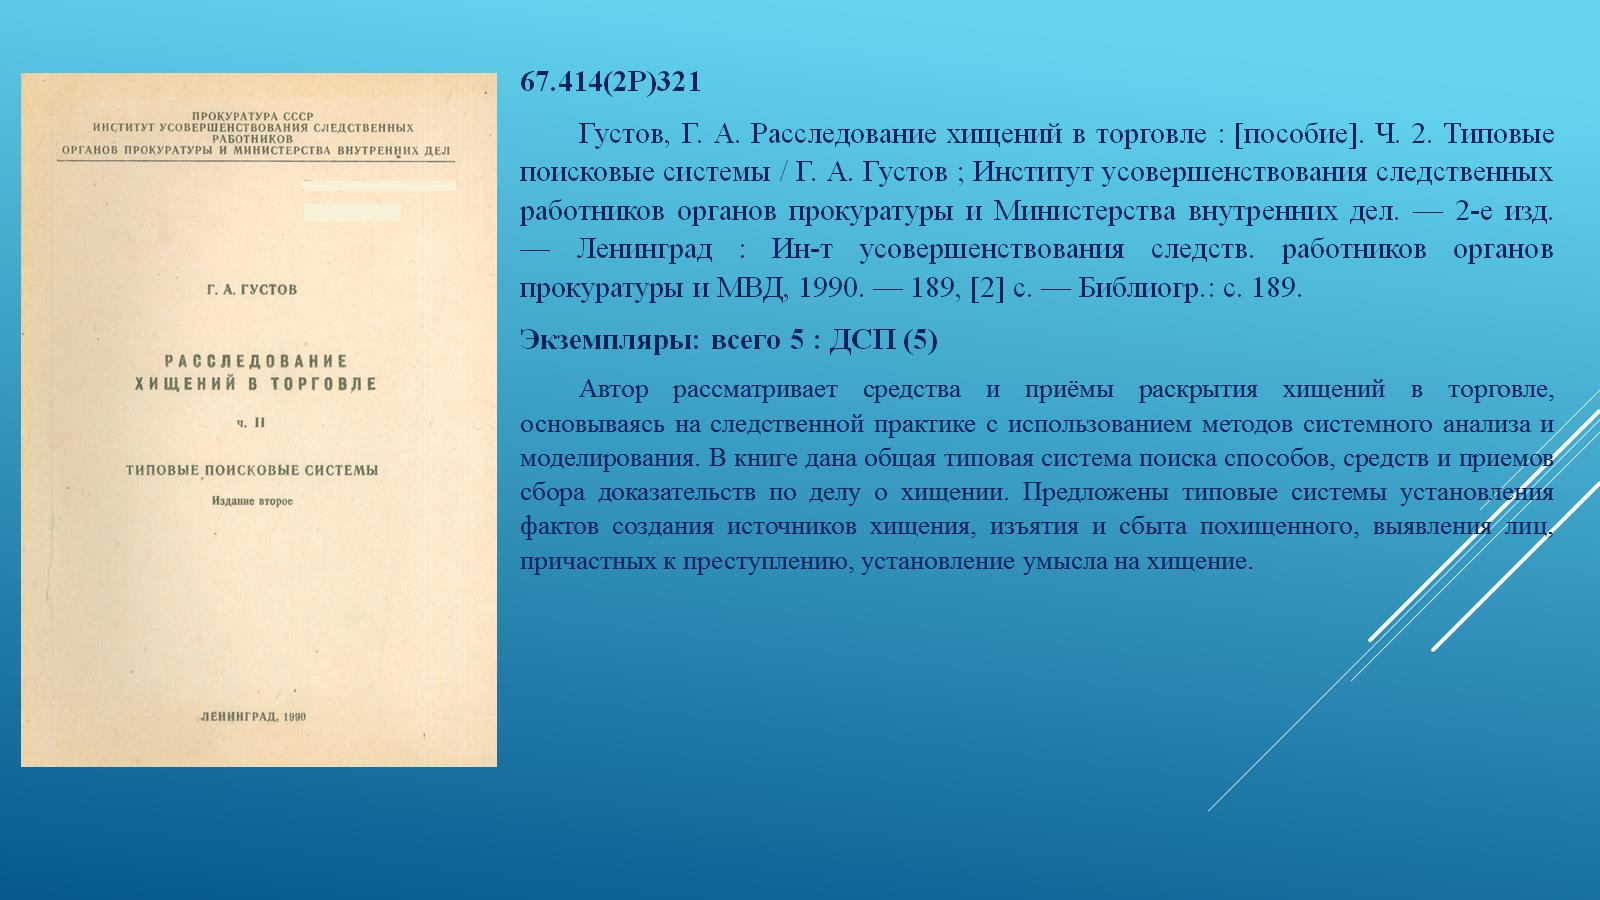 ПРОКУРАТУРА СССР
ИНСТИТУТ УСОВЕРШЕНСТВОВАНИЯ СЛЕДСТВЕННЫХ
РАБОТНИКОВ
ОРГАНОВ ПРОКУРАТУРЫ И МИНИСТЕРСТВА ВНУТРЕННИХ ДЕЛ
Г. А. ГУСТОВ
РАССЛЕДОВАНИЕ
ХИЩЕНИЙ В ТОРГОВЛЕ
ч. II
ТИПОВЫЕ ПОИСКОВЫЕ СИСТЕМЫ
Издание второе
ЛЕНИНГРАД, 1990
67.414(2Р)321
Густов, Г. А. Расследование хищений в торговле : [пособие]. Ч. 2. Типовые
поисковые системы / Г. А. Густов ; Институт усовершенствования следственных
работников органов прокуратуры и Министерства внутренних дел. — 2-е изд.
— Ленинград : Ин-т усовершенствования следств. работников органов
прокуратуры и МВД, 1990. — 189, [2] с. — Библиогр.: с. 189.
Экземпляры: всего 5 : ДСП (5)
Автор рассматривает средства и приёмы раскрытия хищений в торговле,
основываясь на следственной практике с использованием методов системного анализа и
моделирования. В книге дана общая типовая система поиска способов, средств и приемов
сбора доказательств по делу о хищении. Предложены типовые системы установления
фактов создания источников хищения, изъятия и сбыта похищенного, выявления лиц,
причастных к преступлению, установление умысла на хищение.